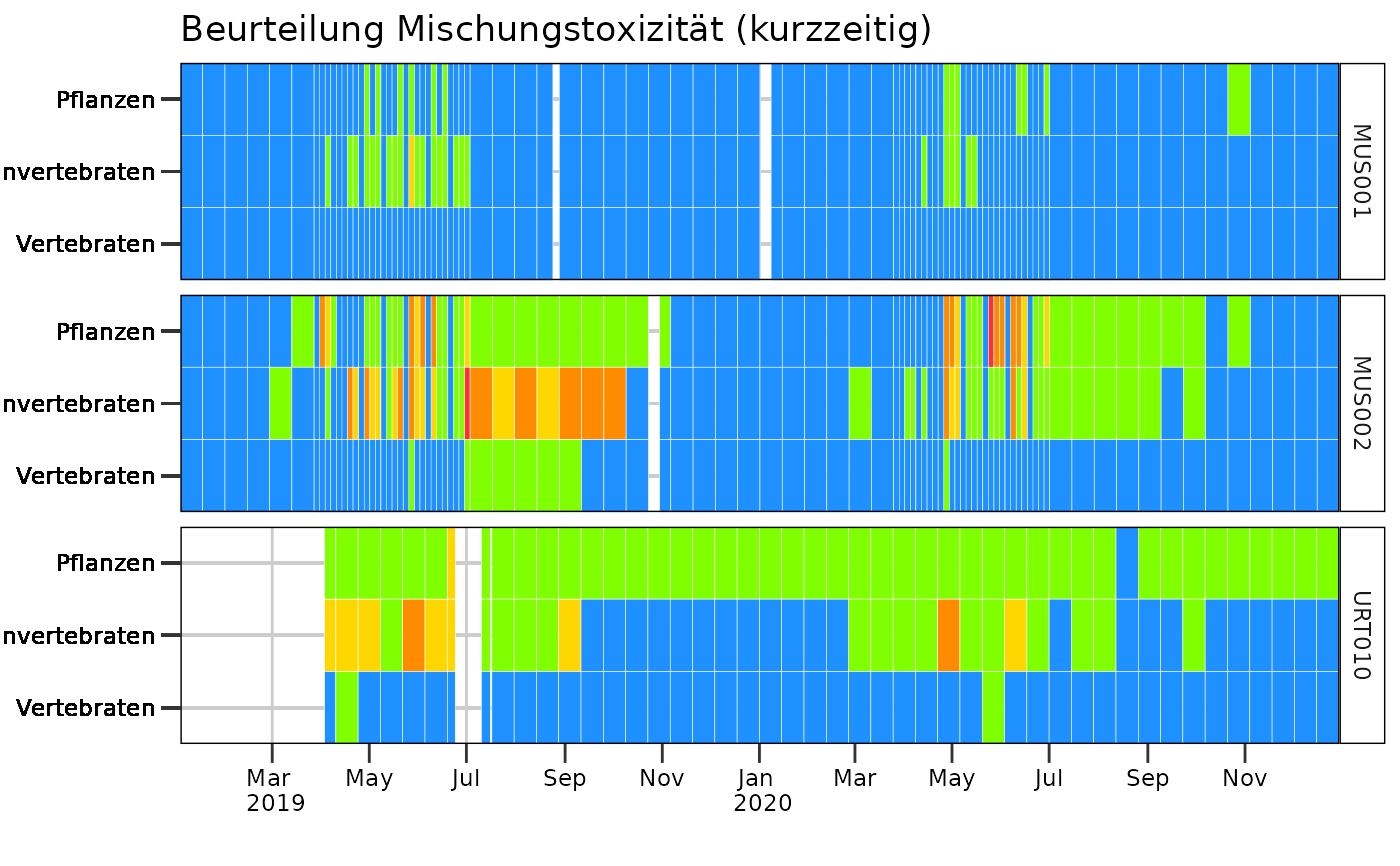 Beurteilung Mischungstoxizität (kurzzeitig)
Pflanzen
nvertebraten
Vertebraten
MUS001
Pflanzen
nvertebraten
Vertebraten
MUS002
Pflanzen
nvertebraten
Vertebraten
URT010
Mar May Jul Sep Nov Jan Mar May Jul Sep Nov
2019 2020